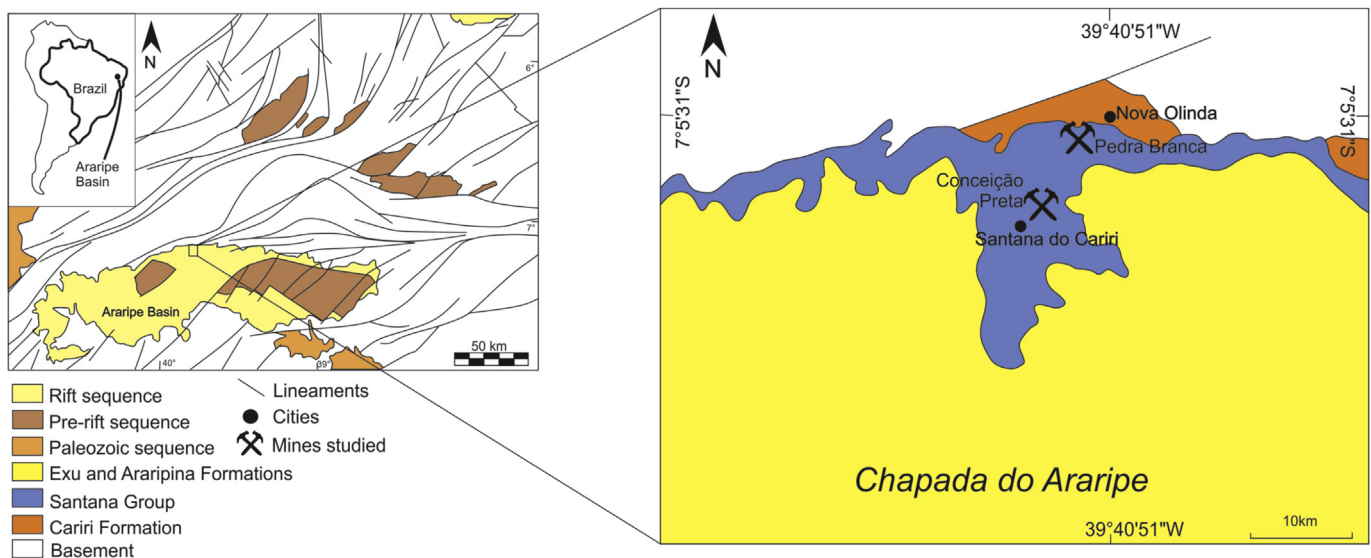 Brazil
Araripe
Basin
N
6°
7°
Araripe Basin
50 km
40°
39°
Rift sequence
Pre-rift sequence
Paleozoic sequence
Exu and Araripina Formations
Santana Group
Cariri Formation
Basement
Lineaments
Cities
Mines studied
39°40'51"W
N
7°5'31"S
7°5'31"S
Nova Olinda
Pedra Branca
Conceição
Preta
Santana do Cariri
Chapada do Araripe
39°40'51"W
10km